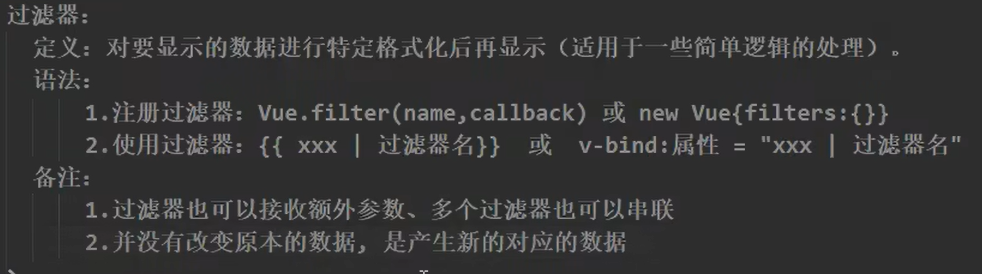 过滤器：
定义：对要显示的数据进行特定格式化后再显示（适用于一些简单逻辑的处理）。
语法：
1.注册过滤器：Vue.filter(name,callback) 或 new Vue{filters:{}}
2.使用过滤器：{{ xxx | 过滤器名}}  或  v-bind:属性 = "xxx | 过滤器名"
备注：
1.过滤器也可以接收额外参数、多个过滤器也可以串联
2.并没有改变原本的数据, 是产生新的对应的数据